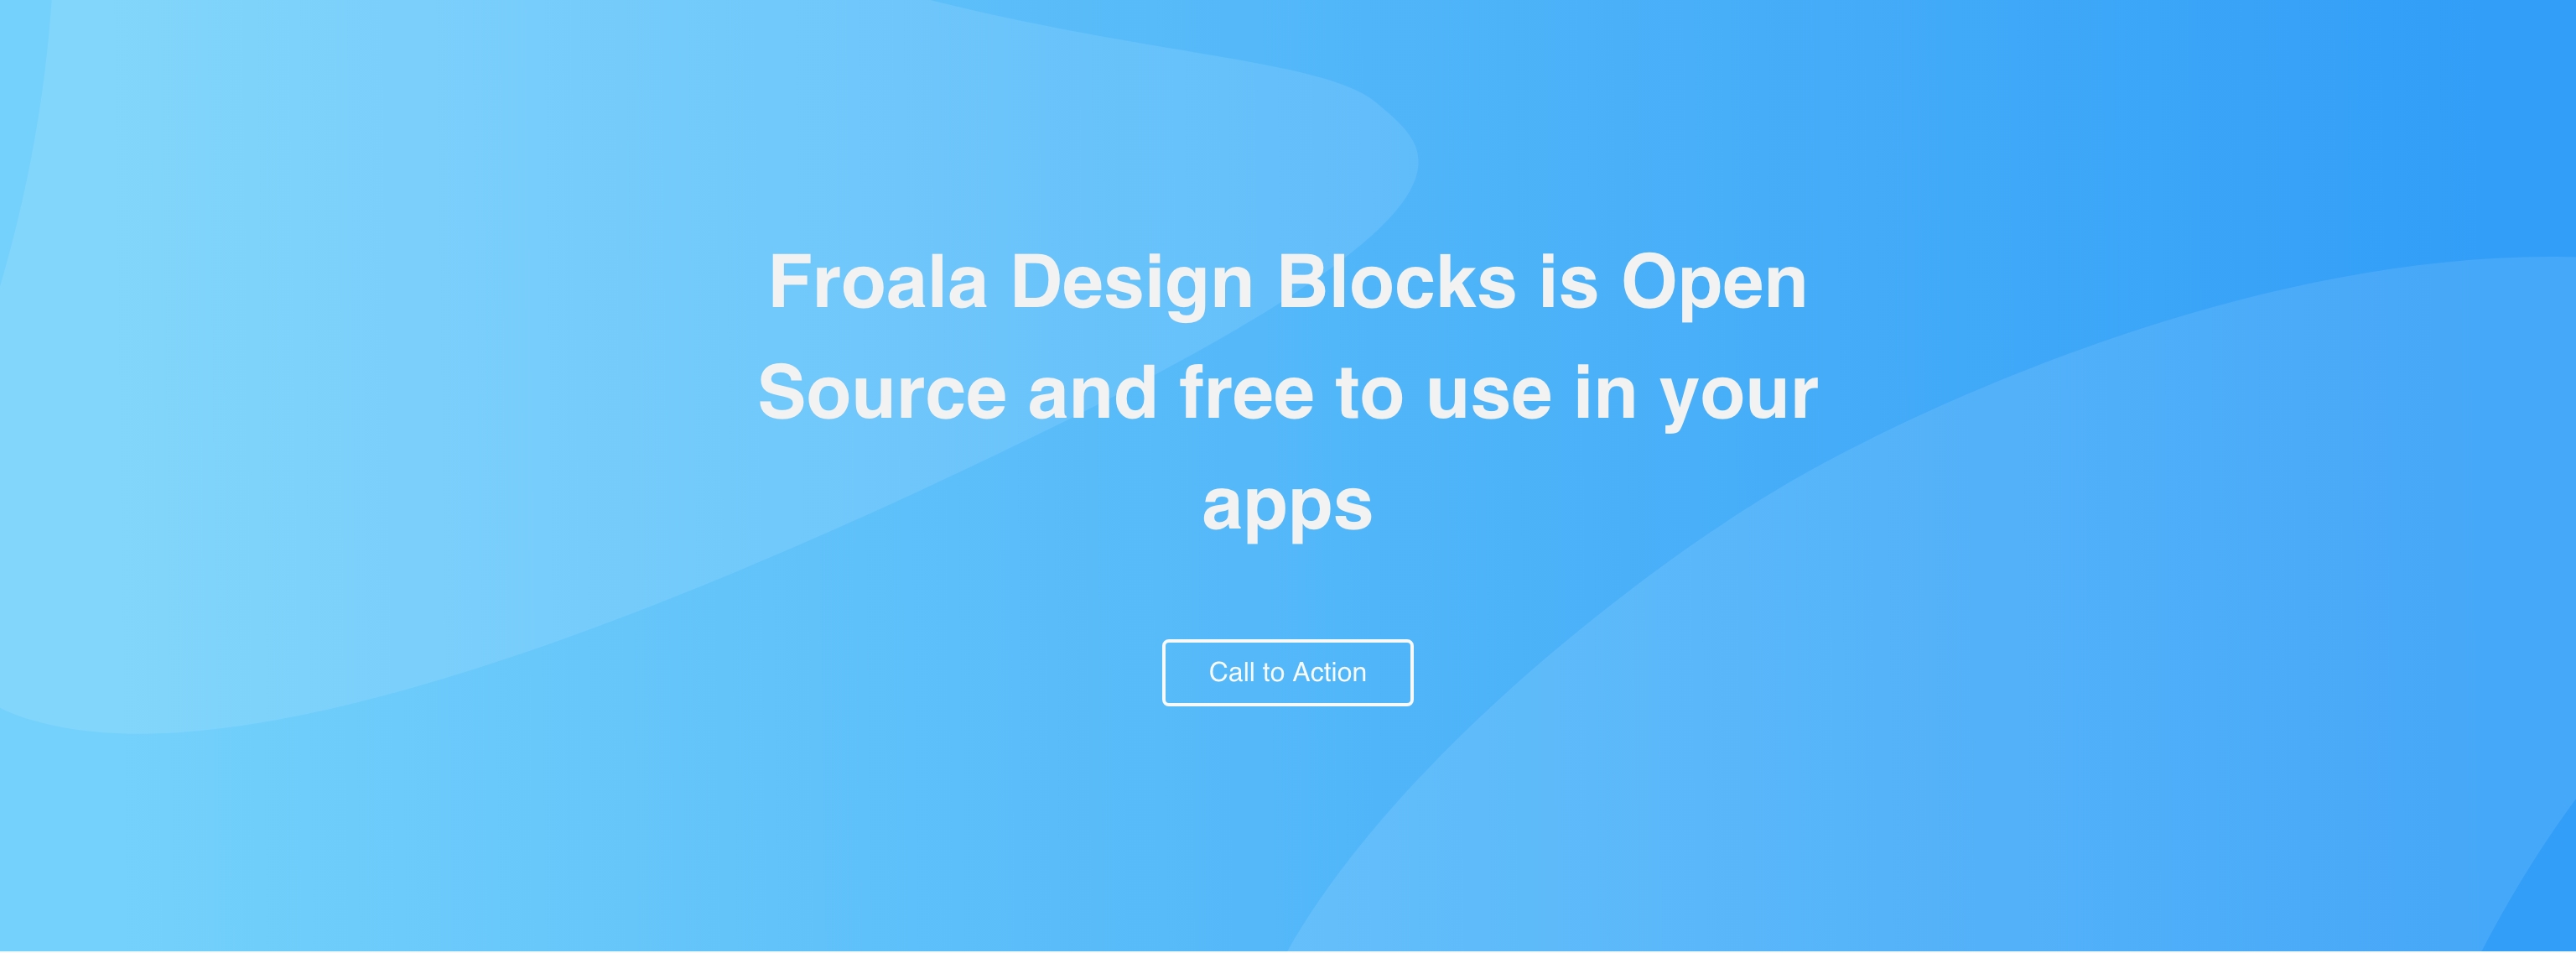 Froala Design Blocks is Open
Source and free to use in your
apps
Call to Action